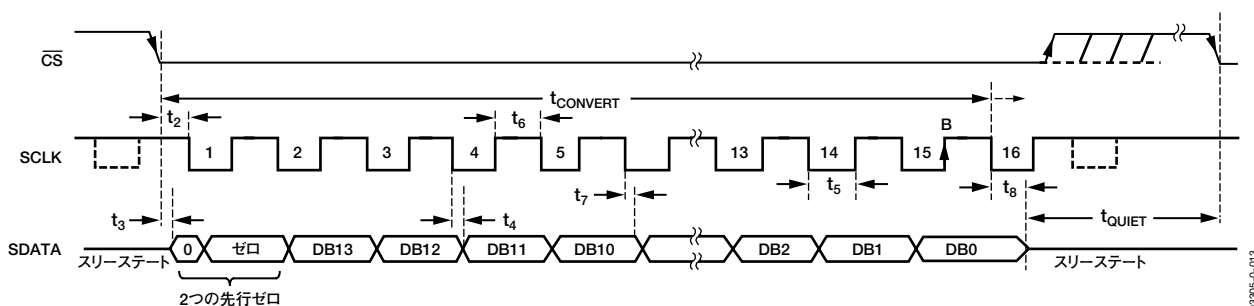 CS
tCONVERT
t2
t6
B
SCLK
1 2 3 4 5 13 14 15 16
t3
t4
t7
t5
t8
tQUIET
SDATA
0 ゼロ DB13 DB12 DB11 DB10 DB2 DB1 DB0
スリーステート
スリーステート
2つの先行ゼロ